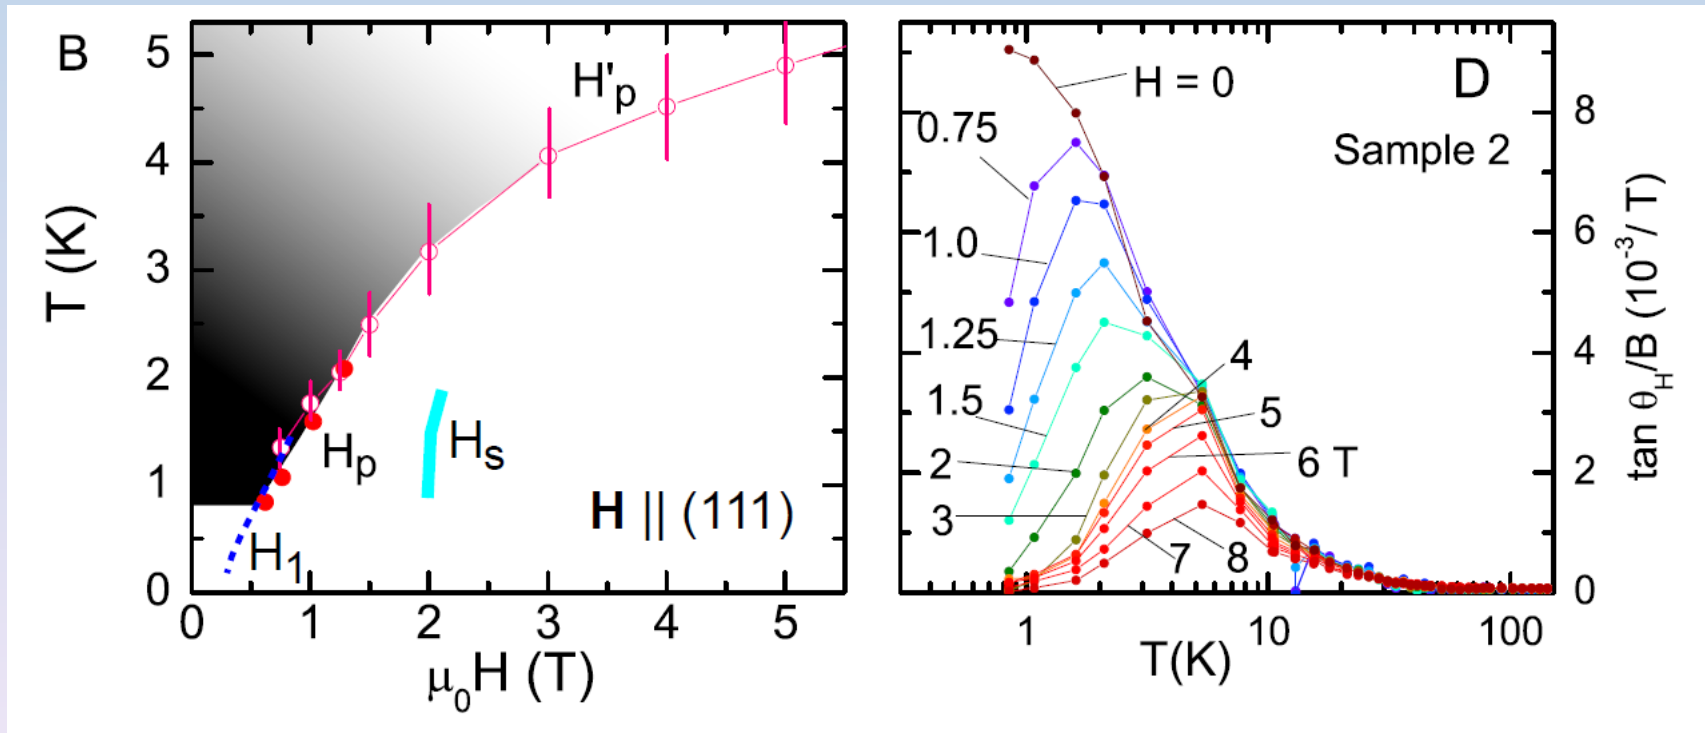 B
5
4
3
2
1
0
T (K)
H'p
Hp
Hs
H1
H || (111)
0 1 2 3 4 5
μ0H (T)
D
H = 0
Sample 2
0.75
1.0
1.25
1.5
2
3
4
5
6 T
7
8
8
6
4
2
0
tan θH/B (10-3/ T)
1 10 100
T(K)